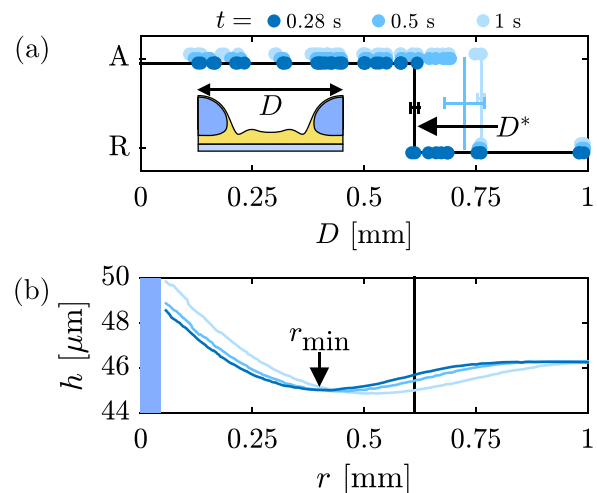 t = 0.28 s 0.5 s 1 s
(a)
A
D
D*
R
0 0.25 0.5 0.75 1
D [mm]
(b)
50
48
46
44
h [μm]
r_min
0 0.25 0.5 0.75 1
r [mm]